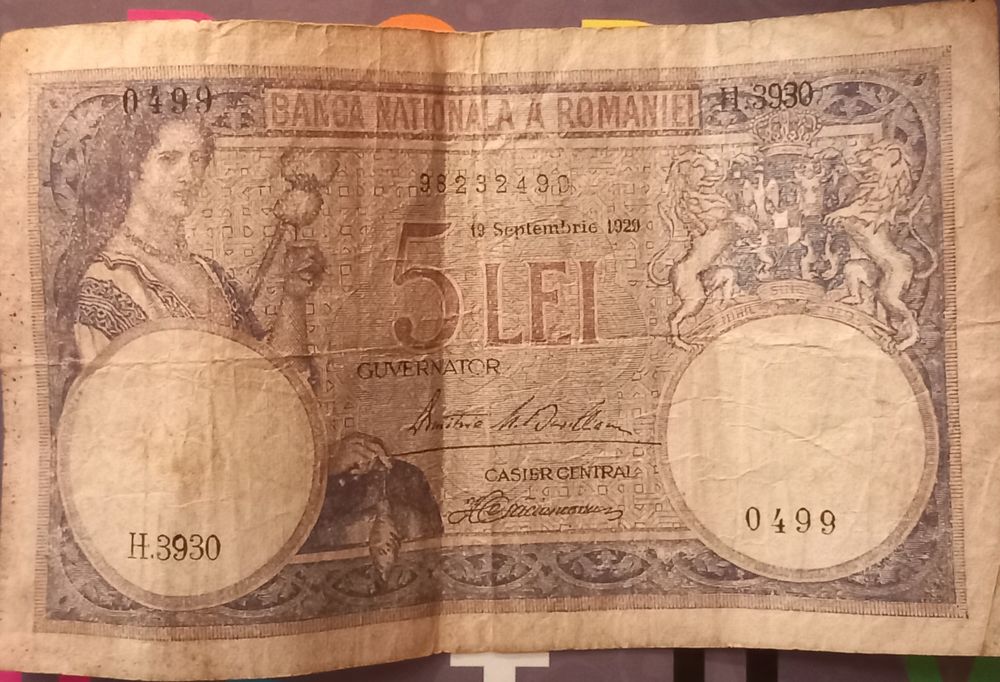 0499
BANCA NATIONALA A ROMANIEI
H.3930
98232490
19 Septembrie 1929
5 LEI
GUVERNATOR
CASIER CENTRAL
H.3930
0499